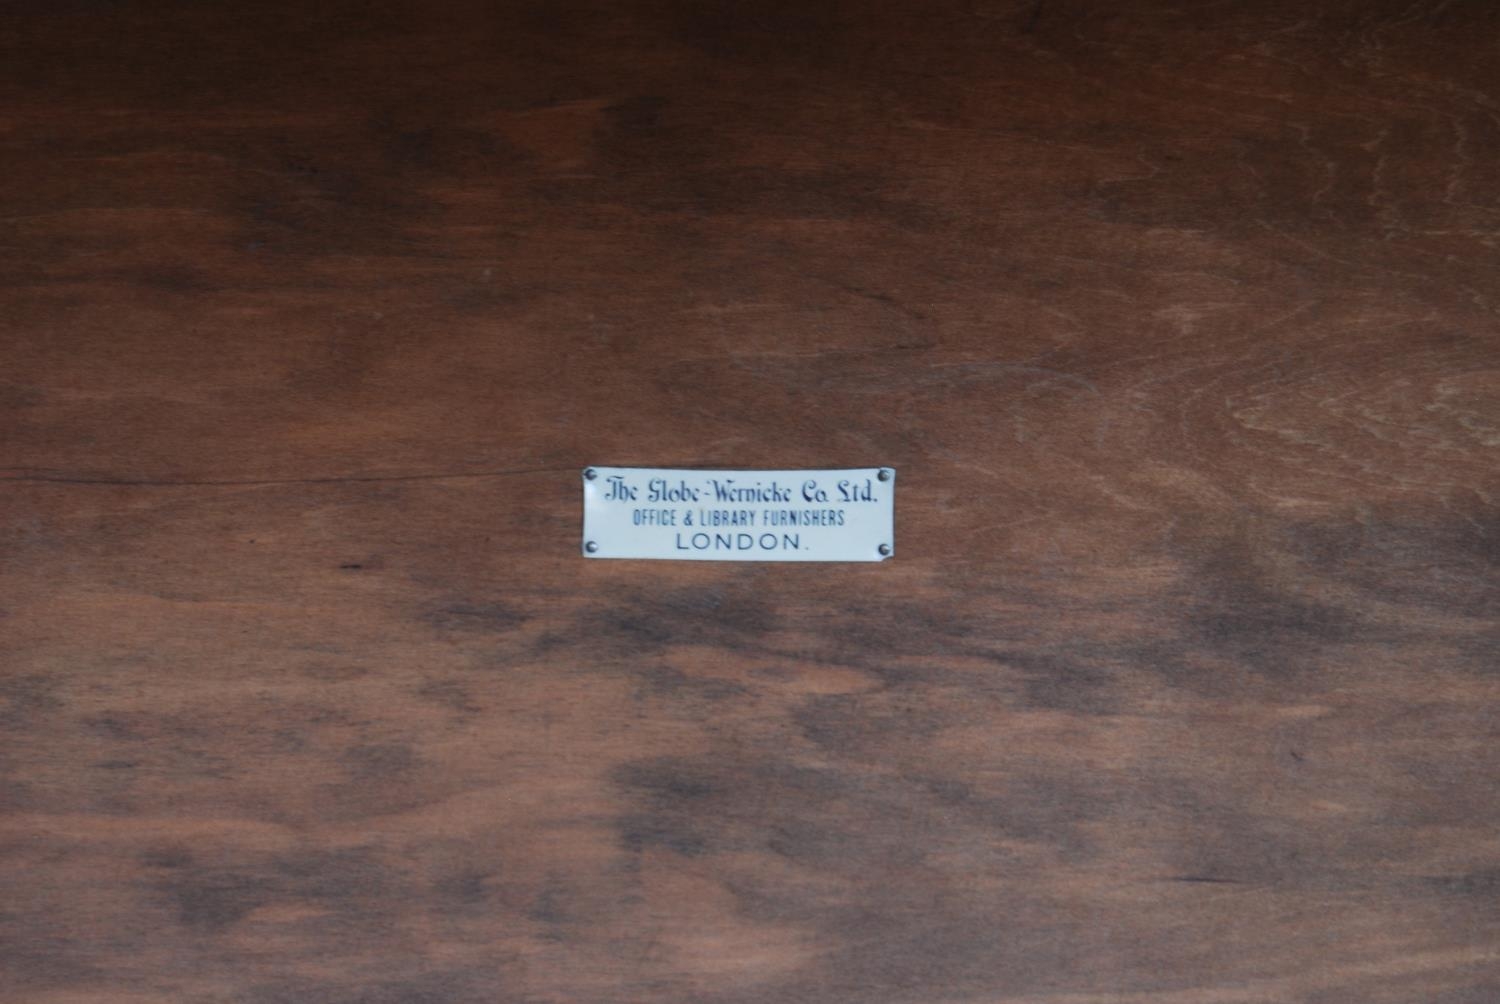 The Globe-Wernicke Co. Ltd.
OFFICE & LIBRARY FURNISHERS
LONDON.